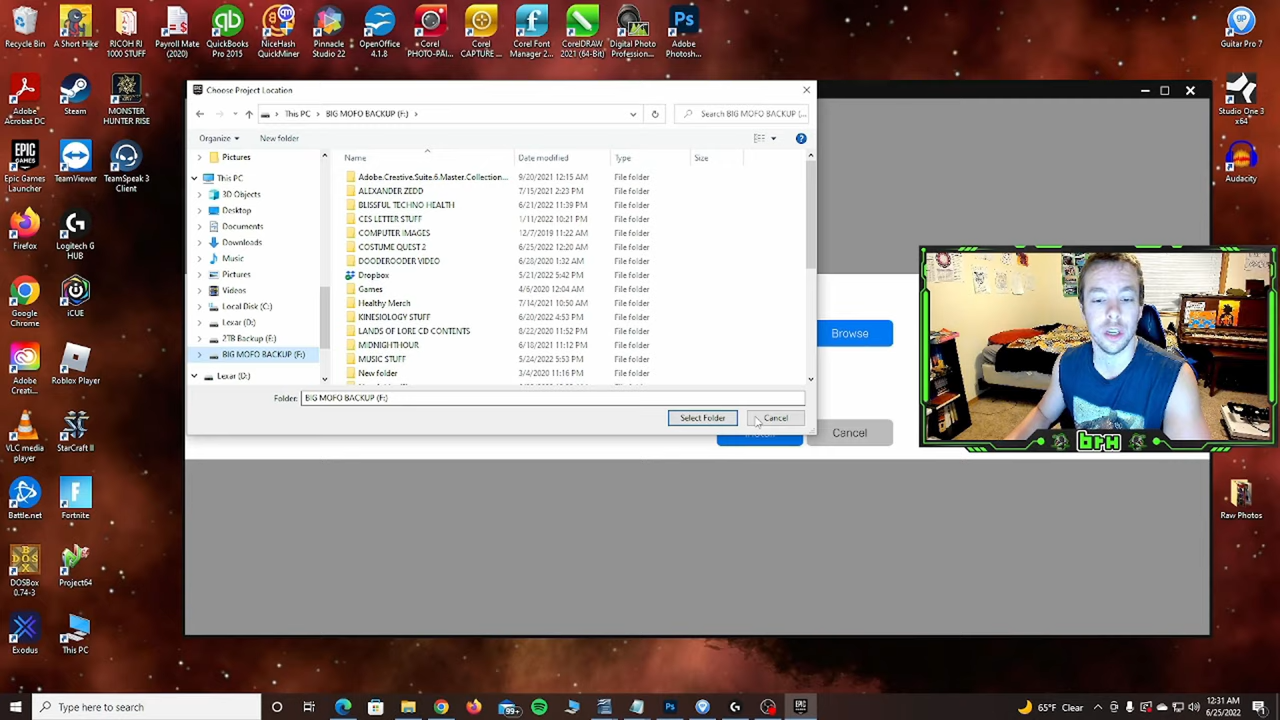 Recycle Bin
A Short Hike
RICOH RI 1000 STUFF
Payroll Mate (2020)
QuickBooks Pro 2015
NiceHash QuickMiner
Pinnacle Studio 22
OpenOffice 4.1.8
Corel PHOTO-PAI...
Corel CAPTURE ...
Corel Font Manager 2...
CorelDRAW 2021 (64-Bit)
Digital Photo Profession...
Adobe Photosh...
Guitar Pro 7
Adobe Acrobat DC
Steam
MONSTER HUNTER RISE
Studio One 3 x64
Epic Games Launcher
TeamViewer
TeamSpeak 3 Client
Audacity
Firefox
Logitech G HUB
Google Chrome
iCUE
Adobe Creati...
Roblox Player
VLC media player
StarCraft II
Battle.net
Fortnite
Raw Photos
DOSBox 0.74-3
Project64
Exodus
This PC
Choose Project Location
This PC > BIG MOFO BACKUP (F:) >
Search BIG MOFO BACKUP (...
Organize
New folder
Pictures
This PC
3D Objects
Desktop
Documents
Downloads
Music
Pictures
Videos
Local Disk (C:)
Lexar (D:)
2TB Backup (E:)
BIG MOFO BACKUP (F:)
Lexar (D:)
Name Date modified Type Size
Adobe.Creative.Suite.6.Master.Collection... 9/20/2021 12:15 AM File folder
ALEXANDER ZEDD 7/15/2021 2:23 PM File folder
BLISSFUL TECHNO HEALTH 6/21/2022 11:39 PM File folder
CES LETTER STUFF 1/11/2022 10:21 PM File folder
COMPUTER IMAGES 12/7/2019 11:22 AM File folder
COSTUME QUEST 2 6/25/2022 12:20 AM File folder
DOODEROODER VIDEO 6/28/2020 1:32 AM File folder
Dropbox 5/21/2022 5:42 PM File folder
Games 4/6/2020 12:04 AM File folder
Healthy Merch 7/14/2021 10:50 AM File folder
KINESIOLOGY STUFF 6/20/2022 4:53 PM File folder
LANDS OF LORE CD CONTENTS 8/22/2020 11:52 PM File folder
MIDNIGHTHOUR 6/18/2021 11:12 PM File folder
MUSIC STUFF 5/24/2022 5:53 PM File folder
New folder 3/4/2020 11:16 PM File folder
Folder: BIG MOFO BACKUP (F:)
Select Folder
Cancel
Browse
Cancel
BRH
Type here to search
99+
65°F Clear
12:31 AM
6/25/2022